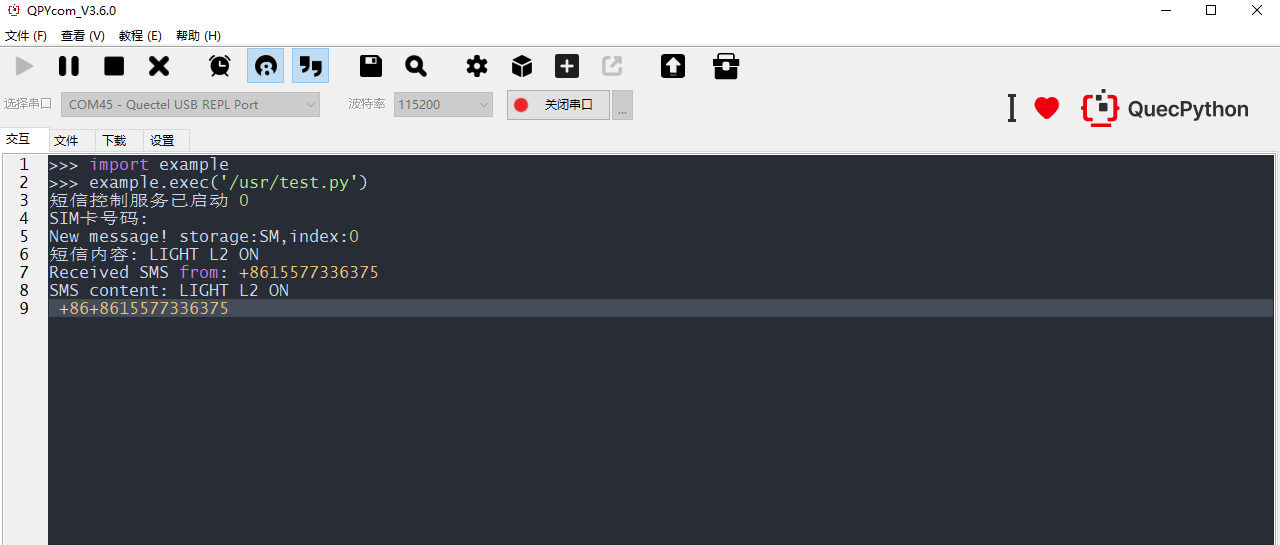 QPYcom_V3.6.0
文件 (F) 查看 (V) 教程 (E) 帮助 (H)
选择串口 COM45 - Quectel USB REPL Port 波特率 115200 关闭串口 ...
I QuecPython
交互 文件 下载 设置
1 >>> import example
2 >>> example.exec('/usr/test.py')
3 短信控制服务已启动 0
4 SIM卡号码:
5 New message! storage:SM,index:0
6 短信内容: LIGHT L2 ON
7 Received SMS from: +8615577336375
8 SMS content: LIGHT L2 ON
9 +86+8615577336375